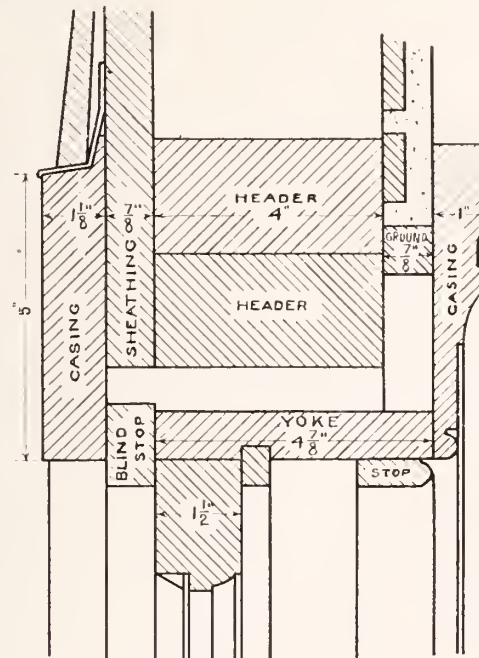 1 1/8"
7/8"
HEADER
4"
1"
GROUND
7/8"
SHEATHING
CASING
CASING
5"
HEADER
BLIND
STOP
YOKE
4 7/8"
STOP
1 1/2"